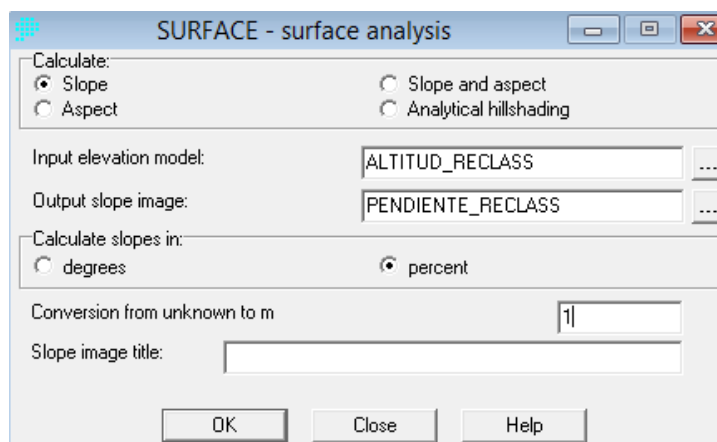 SURFACE - surface analysis
Calculate:
Slope
Slope and aspect
Aspect
Analytical hillshading
Input elevation model:
ALTITUD_RECLASS
...
Output slope image:
PENDIENTE_RECLASS
...
Calculate slopes in:
degrees
percent
Conversion from unknown to m
1
Slope image title:
OK
Close
Help